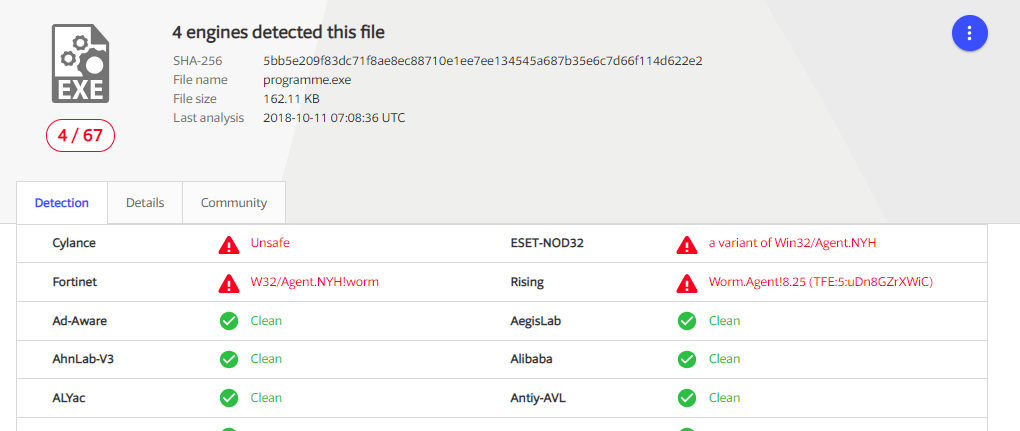 4 engines detected this file
SHA-256 5bb5e209f83dc71f8ae8ec88710e1ee7ee134545a687b35e6c7d66f114d622e2
File name programme.exe
File size 162.11 KB
Last analysis 2018-10-11 07:08:36 UTC
EXE
4 / 67
Detection Details Community
Cylance Unsafe ESET-NOD32 a variant of Win32/Agent.NYH
Fortinet W32/Agent.NYH!worm Rising Worm.Agent!8.25 (TFE:5:uDn8GZrXWiC)
Ad-Aware Clean AegisLab Clean
AhnLab-V3 Clean Alibaba Clean
ALYac Clean Antiy-AVL Clean